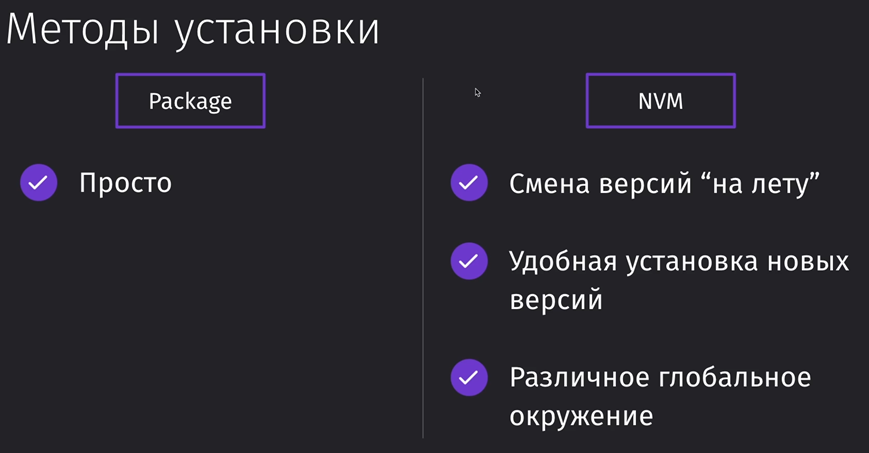 Методы установки
Package
Просто
NVM
Смена версий “на лету”
Удобная установка новых
версий
Различное глобальное
окружение